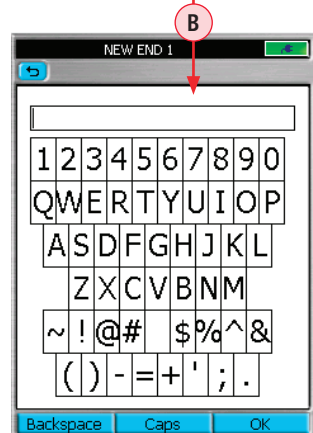 B
NEW END 1
1 2 3 4 5 6 7 8 9 0
Q W E R T Y U I O P
A S D F G H J K L
Z X C V B N M
~ ! @ # $ % ^ &
( ) - = + ' ; .
Backspace Caps OK